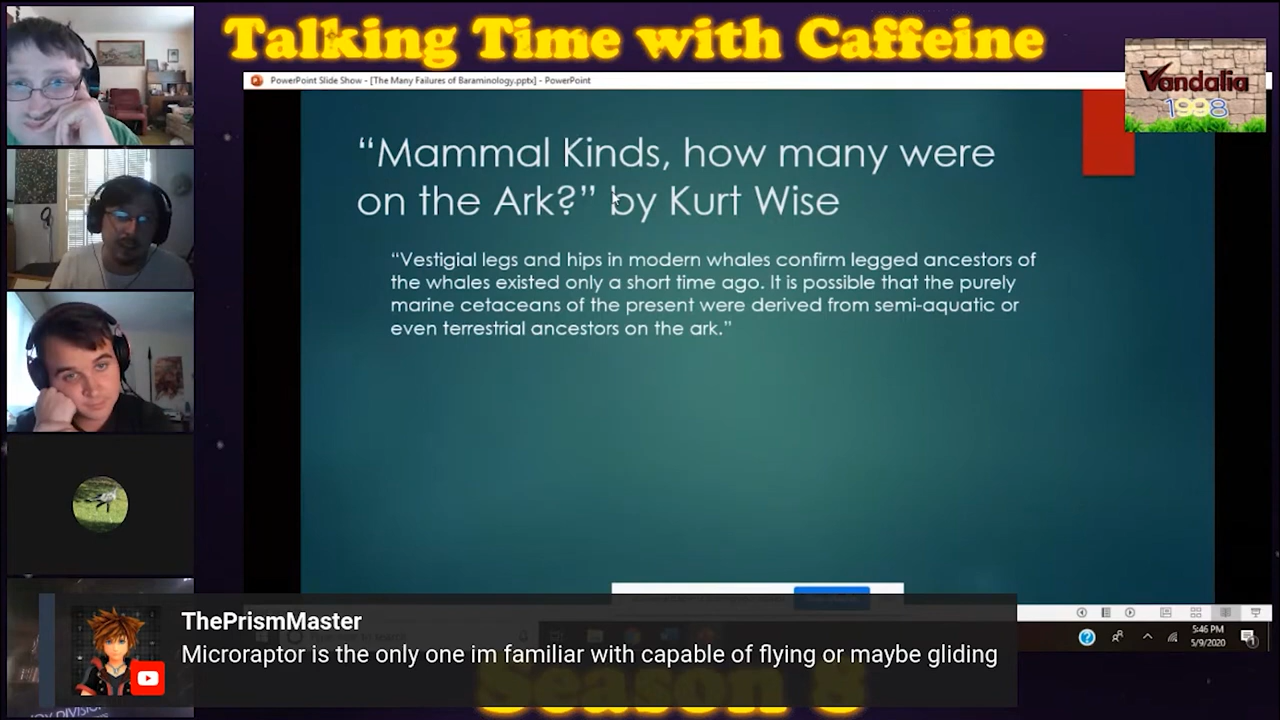 Talking Time with Caffeine
PowerPoint Slide Show - [The Many Failures of Baraminology.pptx] - PowerPoint
Vandalia
1998
“Mammal Kinds, how many were
on the Ark?” by Kurt Wise
“Vestigial legs and hips in modern whales confirm legged ancestors of
the whales existed only a short time ago. It is possible that the purely
marine cetaceans of the present were derived from semi-aquatic or
even terrestrial ancestors on the ark.”
ThePrismMaster
Microraptor is the only one im familiar with capable of flying or maybe gliding
5:46 PM
5/9/2020
Season 8
JOY DIVISION